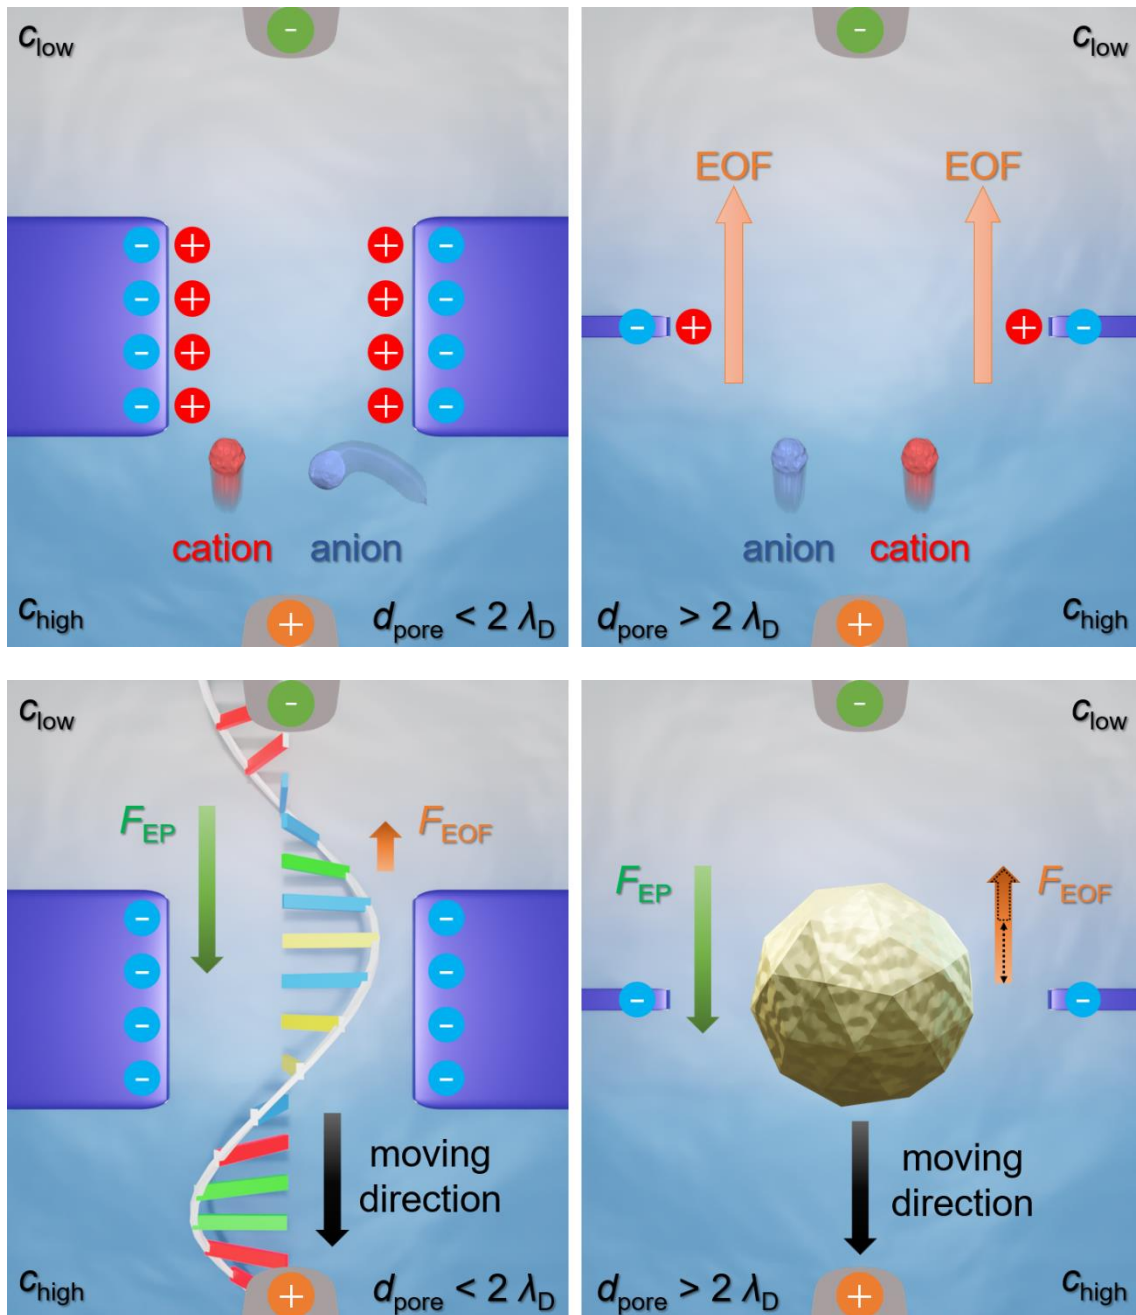 c_low
-
c_low
-
EOF
EOF
- + + -
- + + -
- + + -
- + + -
- +
+ -
cation
anion
anion
cation
c_high
+
d_pore < 2 λ_D
d_pore > 2 λ_D
+
c_high
c_low
-
c_low
-
F_EP
F_EOF
F_EP
F_EOF
- -
- -
- -
- -
- -
moving
direction
moving
direction
c_high
+
d_pore < 2 λ_D
d_pore > 2 λ_D
+
c_high